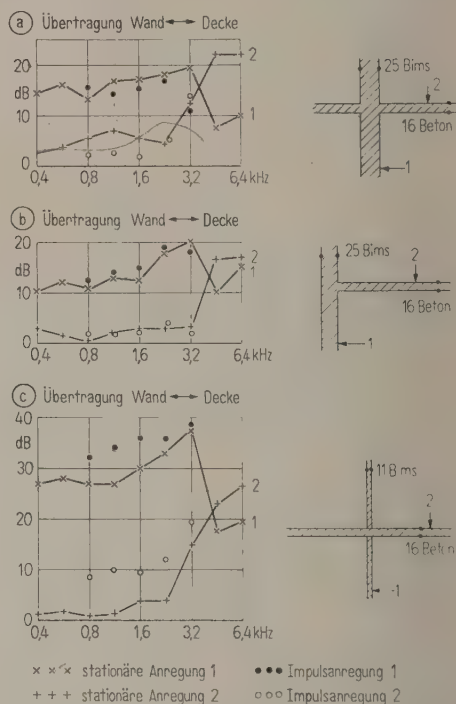 a Übertragung Wand ↔ Decke
20
dB
10
0
0,4 0,8 1,6 3,2 6,4 kHz
2
1
25 Bims
2
16 Beton
1
b Übertragung Wand ↔ Decke
20
dB
10
0
0,4 0,8 1,6 3,2 6,4 kHz
2
1
25 Bims
2
16 Beton
1
c Übertragung Wand ↔ Decke
40
dB
30
20
10
0
0,4 0,8 1,6 3,2 6,4 kHz
2
1
11 B ms
2
16 Beton
1
× × × stationäre Anregung 1
●●● Impulsanregung 1
+ + + stationäre Anregung 2
○○○ Impulsanregung 2